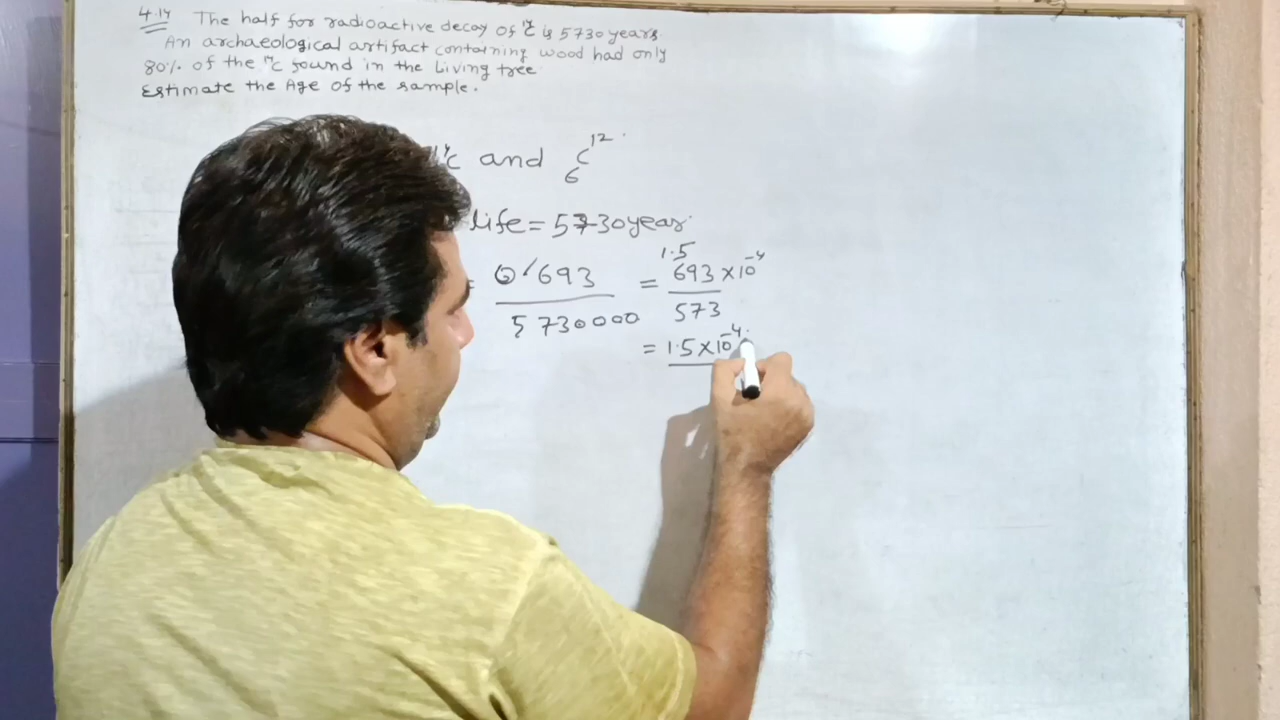 4.14 The half for radioactive decay of ¹⁴C is 5730 years
An archaeological artifact containing wood had only
80% of the ¹⁴C found in the Living tree
Estimate the Age of the sample.
¹⁴C and ₆C¹²
life = 5730 year
= 0.693 / 5730000 = 693 × 10⁻⁴ / 573
1.5
= 1.5 × 10⁻⁴